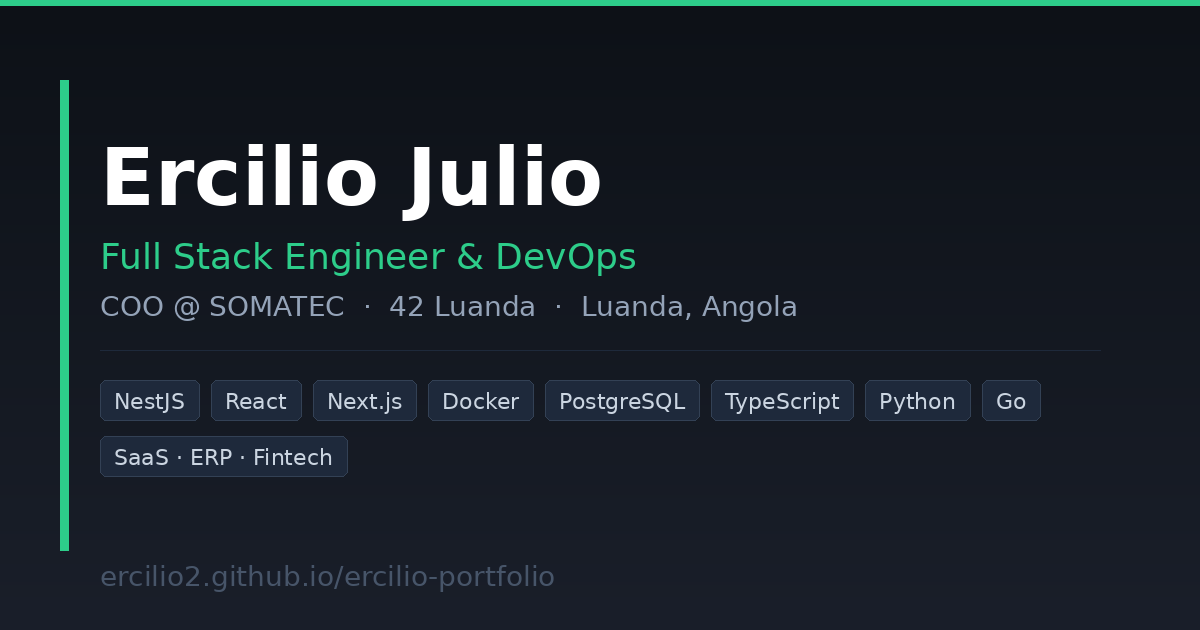 Ercilio Julio
Full Stack Engineer & DevOps
COO @ SOMATEC · 42 Luanda · Luanda, Angola
NestJS React Next.js Docker PostgreSQL TypeScript Python Go
SaaS · ERP · Fintech
ercilio2.github.io/ercilio-portfolio